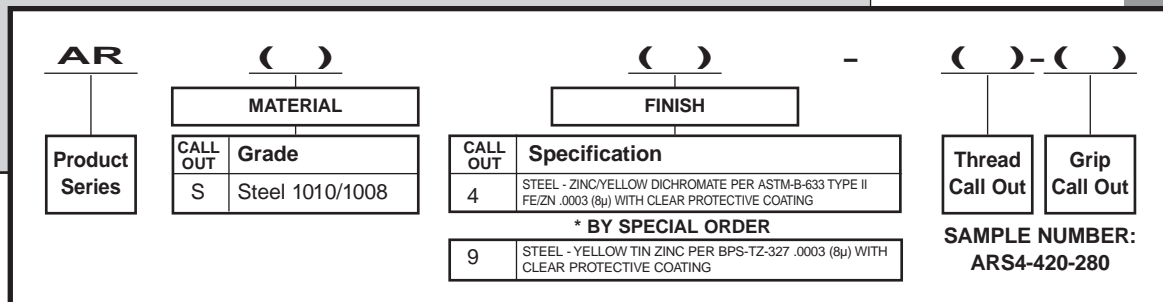 AR ( ) ( ) - ( ) - ( )
MATERIAL
FINISH
Product
Series
CALL
OUT
Grade
S
Steel 1010/1008
CALL
OUT
Specification
4
STEEL - ZINC/YELLOW DICHROMATE PER ASTM-B-633 TYPE II
FE/ZN .0003 (8µ) WITH CLEAR PROTECTIVE COATING
* BY SPECIAL ORDER
9
STEEL - YELLOW TIN ZINC PER BPS-TZ-327 .0003 (8µ) WITH
CLEAR PROTECTIVE COATING
Thread
Call Out
Grip
Call Out
SAMPLE NUMBER:
ARS4-420-280